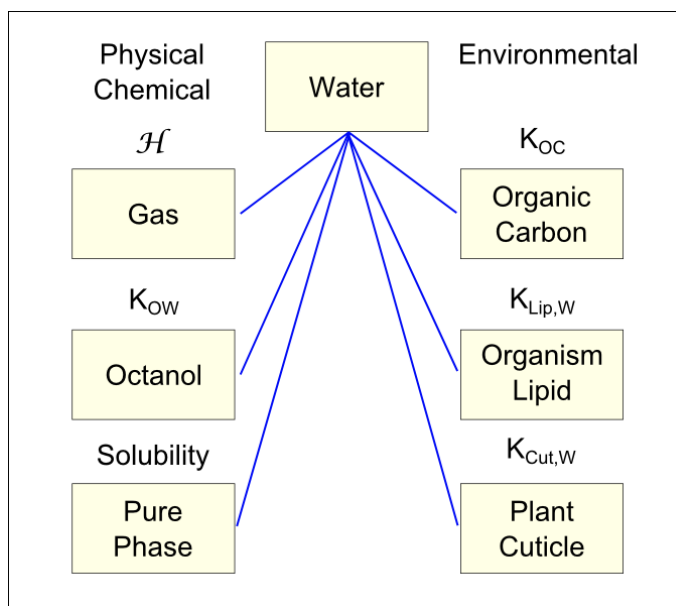 Physical
Chemical
Water
Environmental
ℋ
Gas
K_OC
Organic
Carbon
K_OW
Octanol
K_Lip,W
Organism
Lipid
Solubility
Pure
Phase
K_Cut,W
Plant
Cuticle